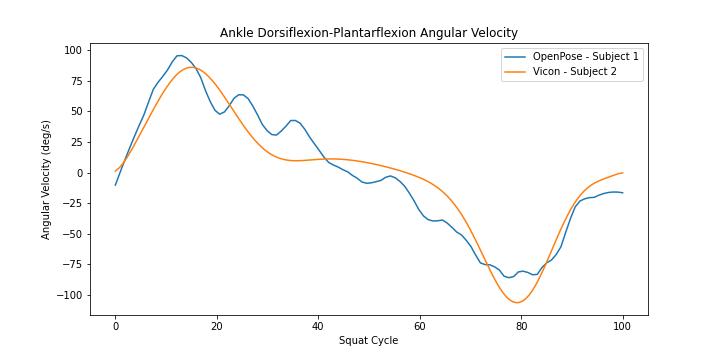 Ankle Dorsiflexion-Plantarflexion Angular Velocity
OpenPose - Subject 1
Vicon - Subject 2
Angular Velocity (deg/s)
100
75
50
25
0
−25
−50
−75
−100
0 20 40 60 80 100
Squat Cycle